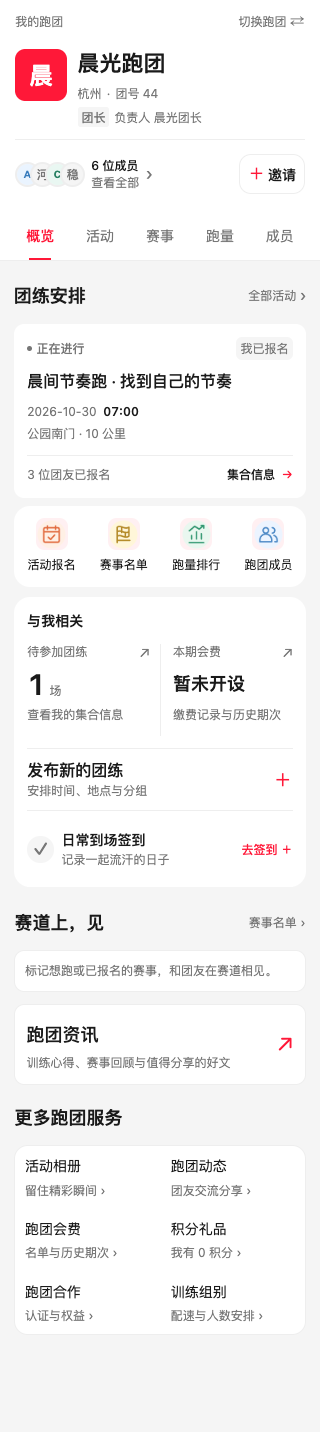 我的跑团
切换跑团
晨
晨光跑团
杭州 · 团号 44
团长 负责人 晨光团长
A 河 C 稳
6 位成员
查看全部 ›
+ 邀请
概览 活动 赛事 跑量 成员
团练安排
全部活动 ›
正在进行
我已报名
晨间节奏跑 · 找到自己的节奏
2026-10-30 07:00
公园南门 · 10 公里
3 位团友已报名
集合信息 →
活动报名 赛事名单 跑量排行 跑团成员
与我相关
待参加团练 ↗
1 场
查看我的集合信息
本期会费 ↗
暂未开设
缴费记录与历史期次
发布新的团练
安排时间、地点与分组
+
日常到场签到
记录一起流汗的日子
去签到 +
赛道上，见
赛事名单 ›
标记想跑或已报名的赛事，和团友在赛道相见。
跑团资讯
训练心得、赛事回顾与值得分享的好文
↗
更多跑团服务
活动相册
留住精彩瞬间 ›
跑团动态
团友交流分享 ›
跑团会费
名单与历史期次 ›
积分礼品
我有 0 积分 ›
跑团合作
认证与权益 ›
训练组别
配速与人数安排 ›